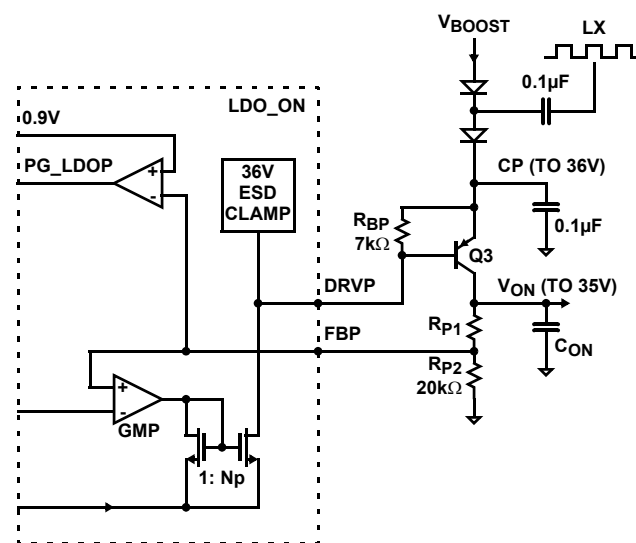 VBOOST
LX
0.1µF
LDO_ON
0.9V
PG_LDOP
+
-
36V
ESD
CLAMP
CP (TO 36V)
RBP
7kΩ
0.1µF
Q3
DRVP
VON (TO 35V)
FBP
RP1
CON
RP2
20kΩ
+
-
GMP
1: Np